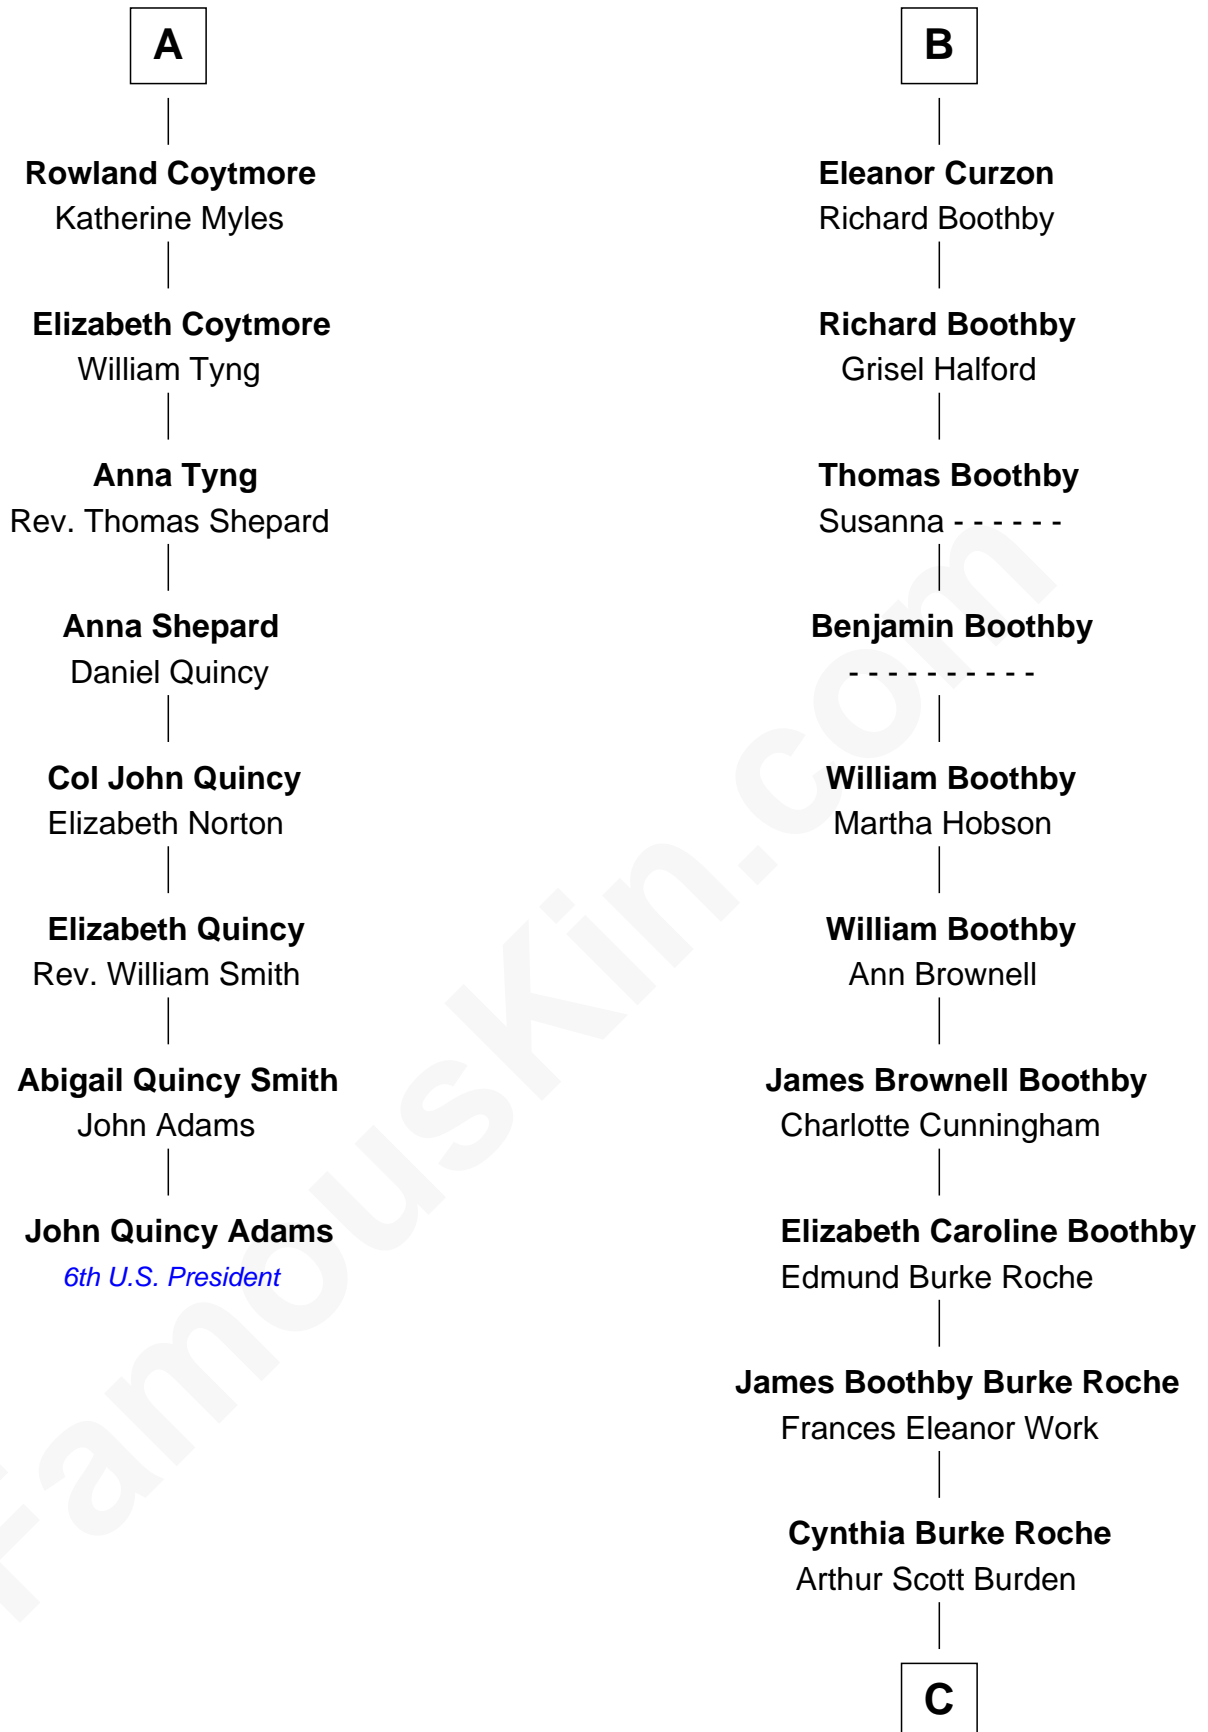 A
Rowland Coytmore
Katherine Myles
Elizabeth Coytmore
William Tyng
Anna Tyng
Rev. Thomas Shepard
Anna Shepard
Daniel Quincy
Col John Quincy
Elizabeth Norton
Elizabeth Quincy
Rev. William Smith
Abigail Quincy Smith
John Adams
John Quincy Adams
6th U.S. President
B
Eleanor Curzon
Richard Boothby
Richard Boothby
Grisel Halford
Thomas Boothby
Susanna - - - - - -
Benjamin Boothby
- - - - - - - - - -
William Boothby
Martha Hobson
William Boothby
Ann Brownell
James Brownell Boothby
Charlotte Cunningham
Elizabeth Caroline Boothby
Edmund Burke Roche
James Boothby Burke Roche
Frances Eleanor Work
Cynthia Burke Roche
Arthur Scott Burden
C
FamousKin.com